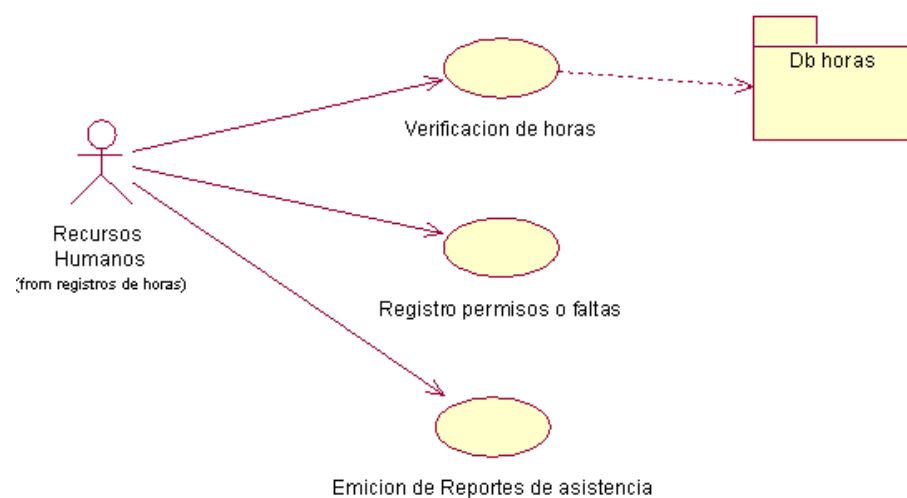 Db horas
Verificacion de horas
Recursos
Humanos
(from registros de horas)
Registro permisos o faltas
Emicion de Reportes de asistencia